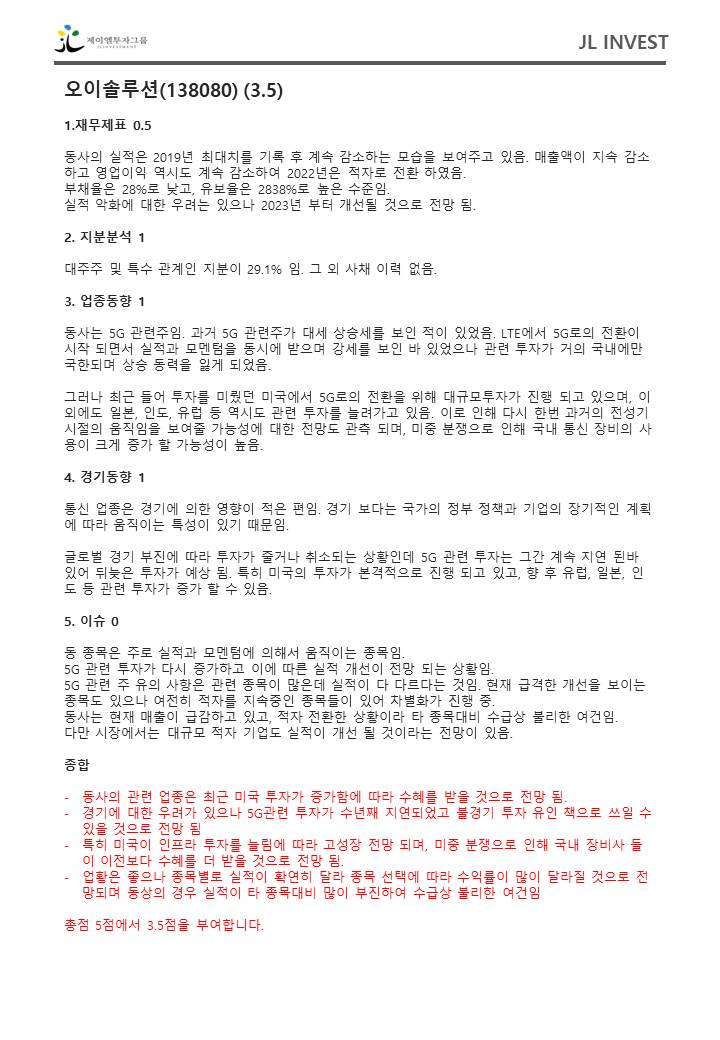 제이엘투자그룹
JL INVESTMENT
JL INVEST
오이솔루션(138080) (3.5)
1.재무제표 0.5
동사의 실적은 2019년 최대치를 기록 후 계속 감소하는 모습을 보여주고 있음. 매출액이 지속 감소
하고 영업이익 역시도 계속 감소하여 2022년은 적자로 전환 하였음.
부채율은 28%로 낮고, 유보율은 2838%로 높은 수준임.
실적 악화에 대한 우려는 있으나 2023년 부터 개선될 것으로 전망 됨.
2. 지분분석 1
대주주 및 특수 관계인 지분이 29.1% 임. 그 외 사채 이력 없음.
3. 업종동향 1
동사는 5G 관련주임. 과거 5G 관련주가 대세 상승세를 보인 적이 있었음. LTE에서 5G로의 전환이
시작 되면서 실적과 모멘텀을 동시에 받으며 강세를 보인 바 있었으나 관련 투자가 거의 국내에만
국한되며 상승 동력을 잃게 되었음.
그러나 최근 들어 투자를 미뤘던 미국에서 5G로의 전환을 위해 대규모투자가 진행 되고 있으며, 이
외에도 일본, 인도, 유럽 등 역시도 관련 투자를 늘려가고 있음. 이로 인해 다시 한번 과거의 전성기
시절의 움직임을 보여줄 가능성에 대한 전망도 관측 되며, 미중 분쟁으로 인해 국내 통신 장비의 사
용이 크게 증가 할 가능성이 높음.
4. 경기동향 1
통신 업종은 경기에 의한 영향이 적은 편임. 경기 보다는 국가의 정부 정책과 기업의 장기적인 계획
에 따라 움직이는 특성이 있기 때문임.
글로벌 경기 부진에 따라 투자가 줄거나 취소되는 상황인데 5G 관련 투자는 그간 계속 지연 된바
있어 뒤늦은 투자가 예상 됨. 특히 미국의 투자가 본격적으로 진행 되고 있고, 향 후 유럽, 일본, 인
도 등 관련 투자가 증가 할 수 있음.
5. 이슈 0
동 종목은 주로 실적과 모멘텀에 의해서 움직이는 종목임.
5G 관련 투자가 다시 증가하고 이에 따른 실적 개선이 전망 되는 상황임.
5G 관련 주 유의 사항은 관련 종목이 많은데 실적이 다 다르다는 것임. 현재 급격한 개선을 보이는
종목도 있으나 여전히 적자를 지속중인 종목들이 있어 차별화가 진행 중.
동사는 현재 매출이 급감하고 있고, 적자 전환한 상황이라 타 종목대비 수급상 불리한 여건임.
다만 시장에서는 대규모 적자 기업도 실적이 개선 될 것이라는 전망이 있음.
종합
- 동사의 관련 업종은 최근 미국 투자가 증가함에 따라 수혜를 받을 것으로 전망 됨.
- 경기에 대한 우려가 있으나 5G관련 투자가 수년째 지연되었고 불경기 투자 유인 책으로 쓰일 수
있을 것으로 전망 됨
- 특히 미국이 인프라 투자를 늘림에 따라 고성장 전망 되며, 미중 분쟁으로 인해 국내 장비사 들
이 이전보다 수혜를 더 받을 것으로 전망 됨.
- 업황은 좋으나 종목별로 실적이 확연히 달라 종목 선택에 따라 수익률이 많이 달라질 것으로 전
망되며 동상의 경우 실적이 타 종목대비 많이 부진하여 수급상 불리한 여건임
총점 5점에서 3.5점을 부여합니다.